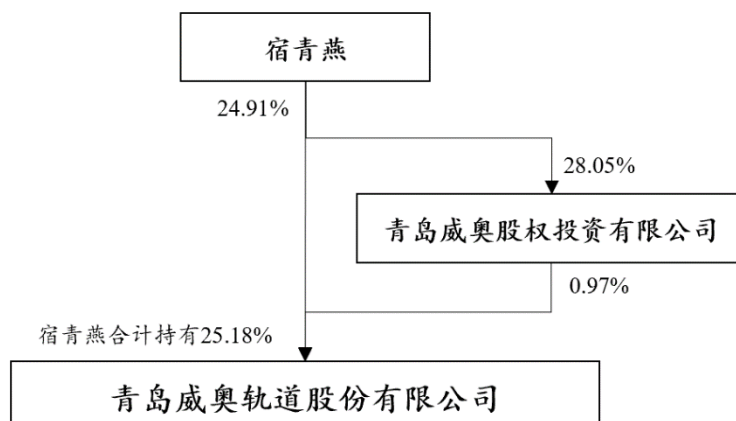 宿青燕
24.91%
28.05%
青岛威奥股权投资有限公司
0.97%
宿青燕合计持有25.18%
青岛威奥轨道股份有限公司